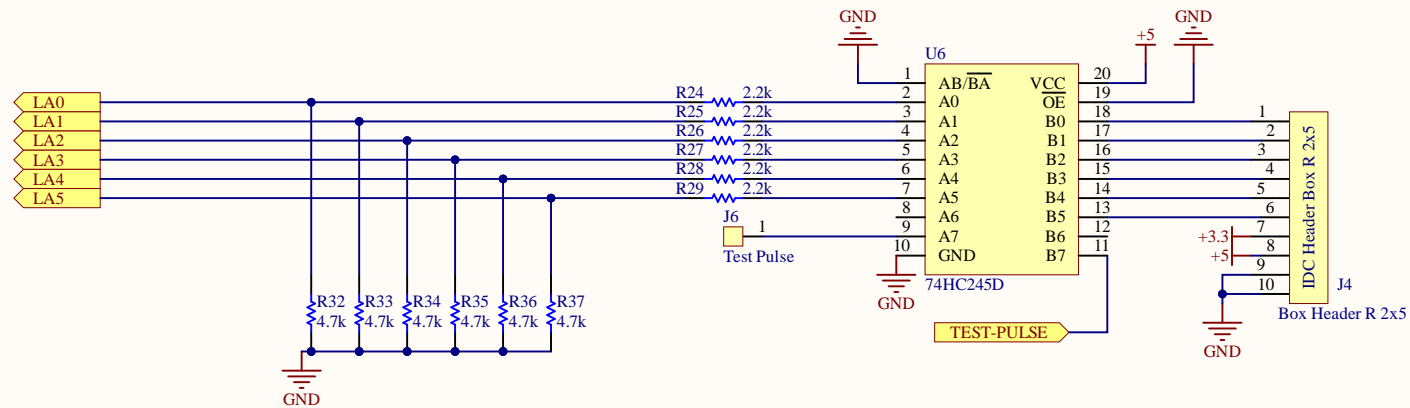 GND
GND
+5
U6
1 AB/BA VCC 20
LA0 R24 2.2k 2 A0 OE 19
LA1 R25 2.2k 3 A1 B0 18 1
LA2 R26 2.2k 4 A2 B1 17 2
LA3 R27 2.2k 5 A3 B2 16 3
LA4 R28 2.2k 6 A4 B3 15 4
LA5 R29 2.2k 7 A5 B4 14 5
J6 8 A6 B5 13 6
1 9 A7 B6 12 +3.3 7
Test Pulse 10 GND B7 11 +5 8
9
10
IDC Header Box R 2x5
J4
Box Header R 2x5
74HC245D
GND
GND
R32 R33 R34 R35 R36 R37
4.7k 4.7k 4.7k 4.7k 4.7k 4.7k
TEST-PULSE
GND